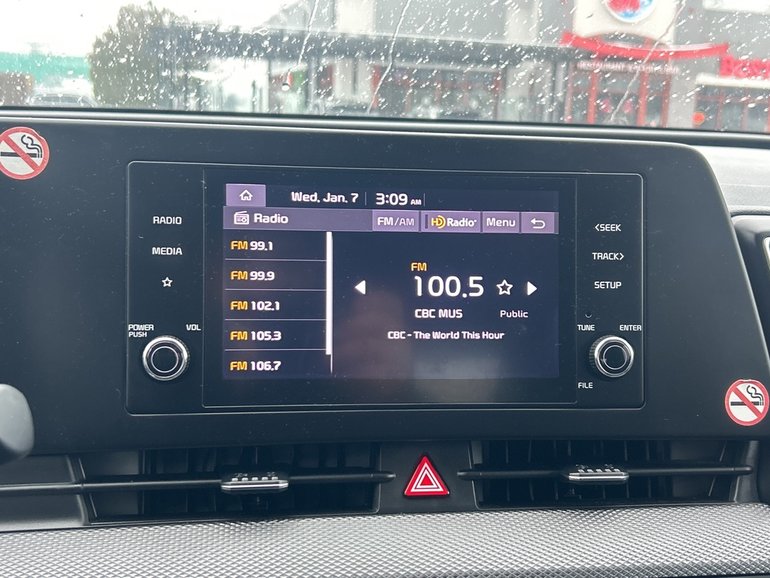 Wed, Jan. 7 3:09 AM
Radio FM/AM HD Radio Menu
FM 99.1
FM 99.9
FM 102.1
FM 105.3
FM 106.7
FM
100.5
CBC MUS Public
CBC - The World This Hour
RADIO
MEDIA
POWER PUSH VOL
<SEEK
TRACK>
SETUP
TUNE ENTER
FILE